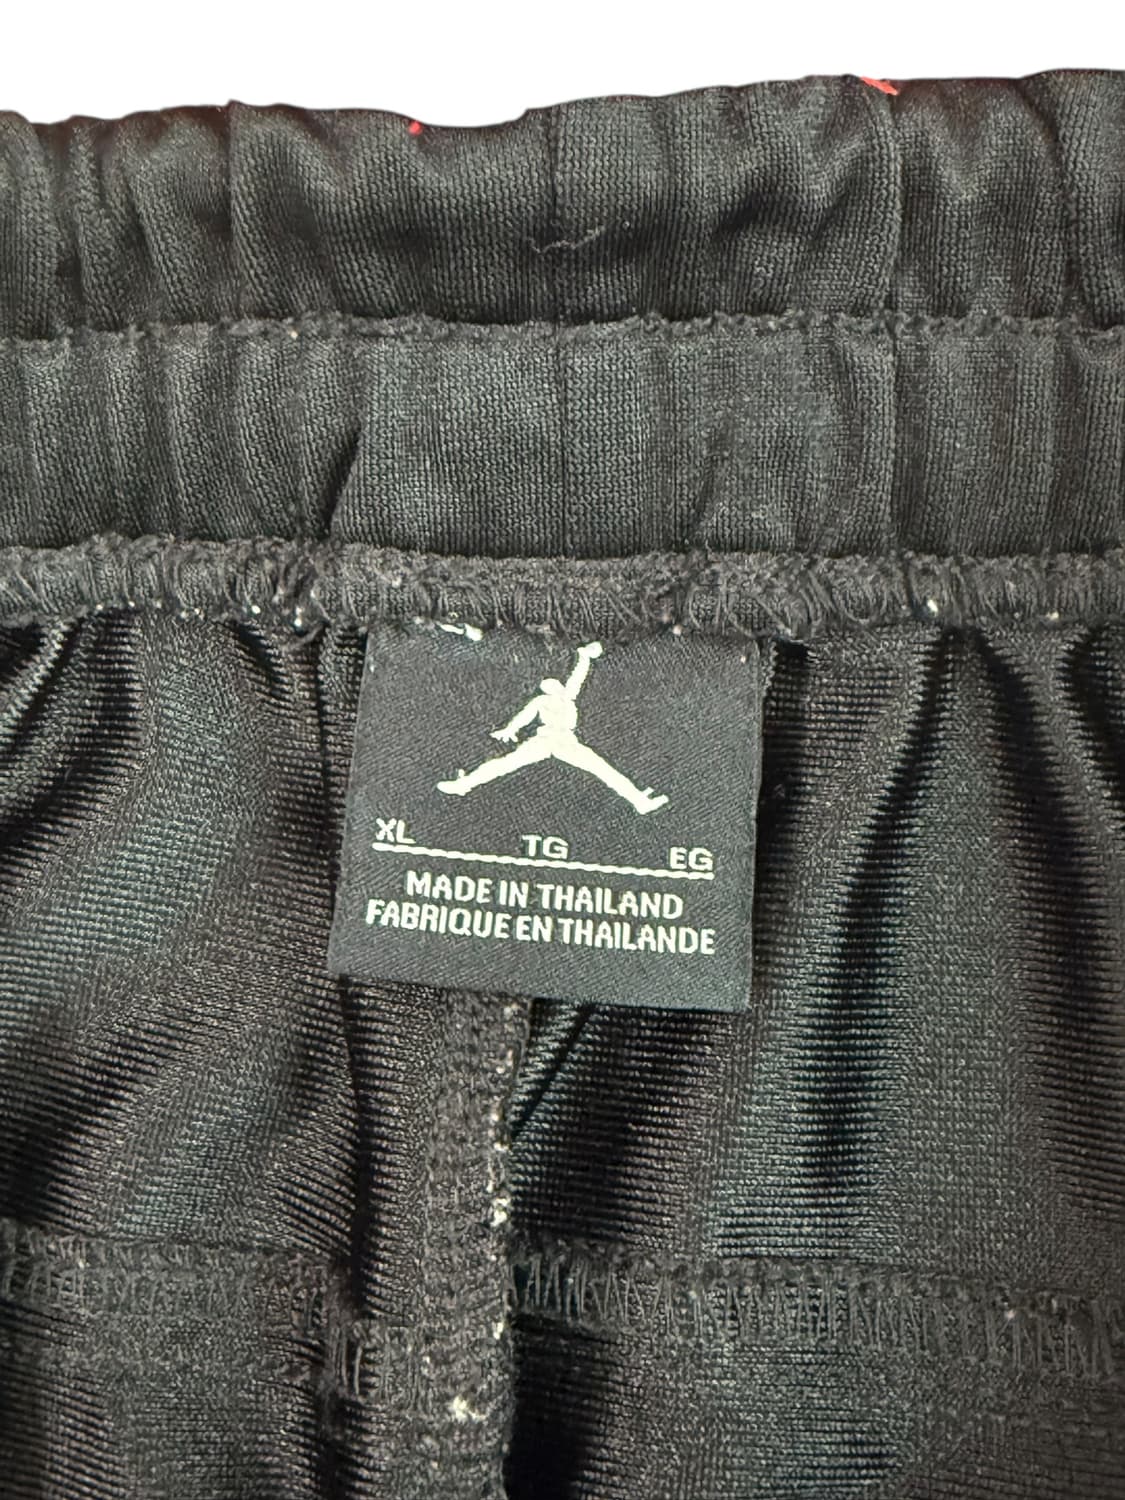 XL TG EG
MADE IN THAILAND
FABRIQUE EN THAILANDE